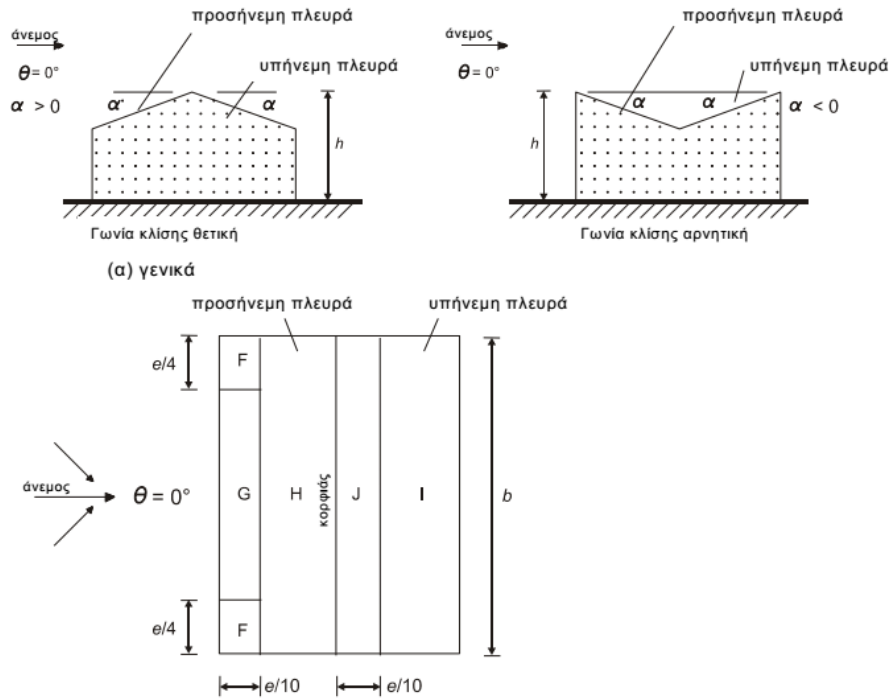 προσήνεμη πλευρά
άνεμος
θ = 0°
υπήνεμη πλευρά
α > 0
α
α
h
Γωνία κλίσης θετική
προσήνεμη πλευρά
άνεμος
θ = 0°
υπήνεμη πλευρά
α
α
α < 0
h
Γωνία κλίσης αρνητική
(α) γενικά
προσήνεμη πλευρά
υπήνεμη πλευρά
e/4
F
άνεμος
θ = 0°
G
H
κορφιάς
J
I
b
e/4
F
e/10
e/10